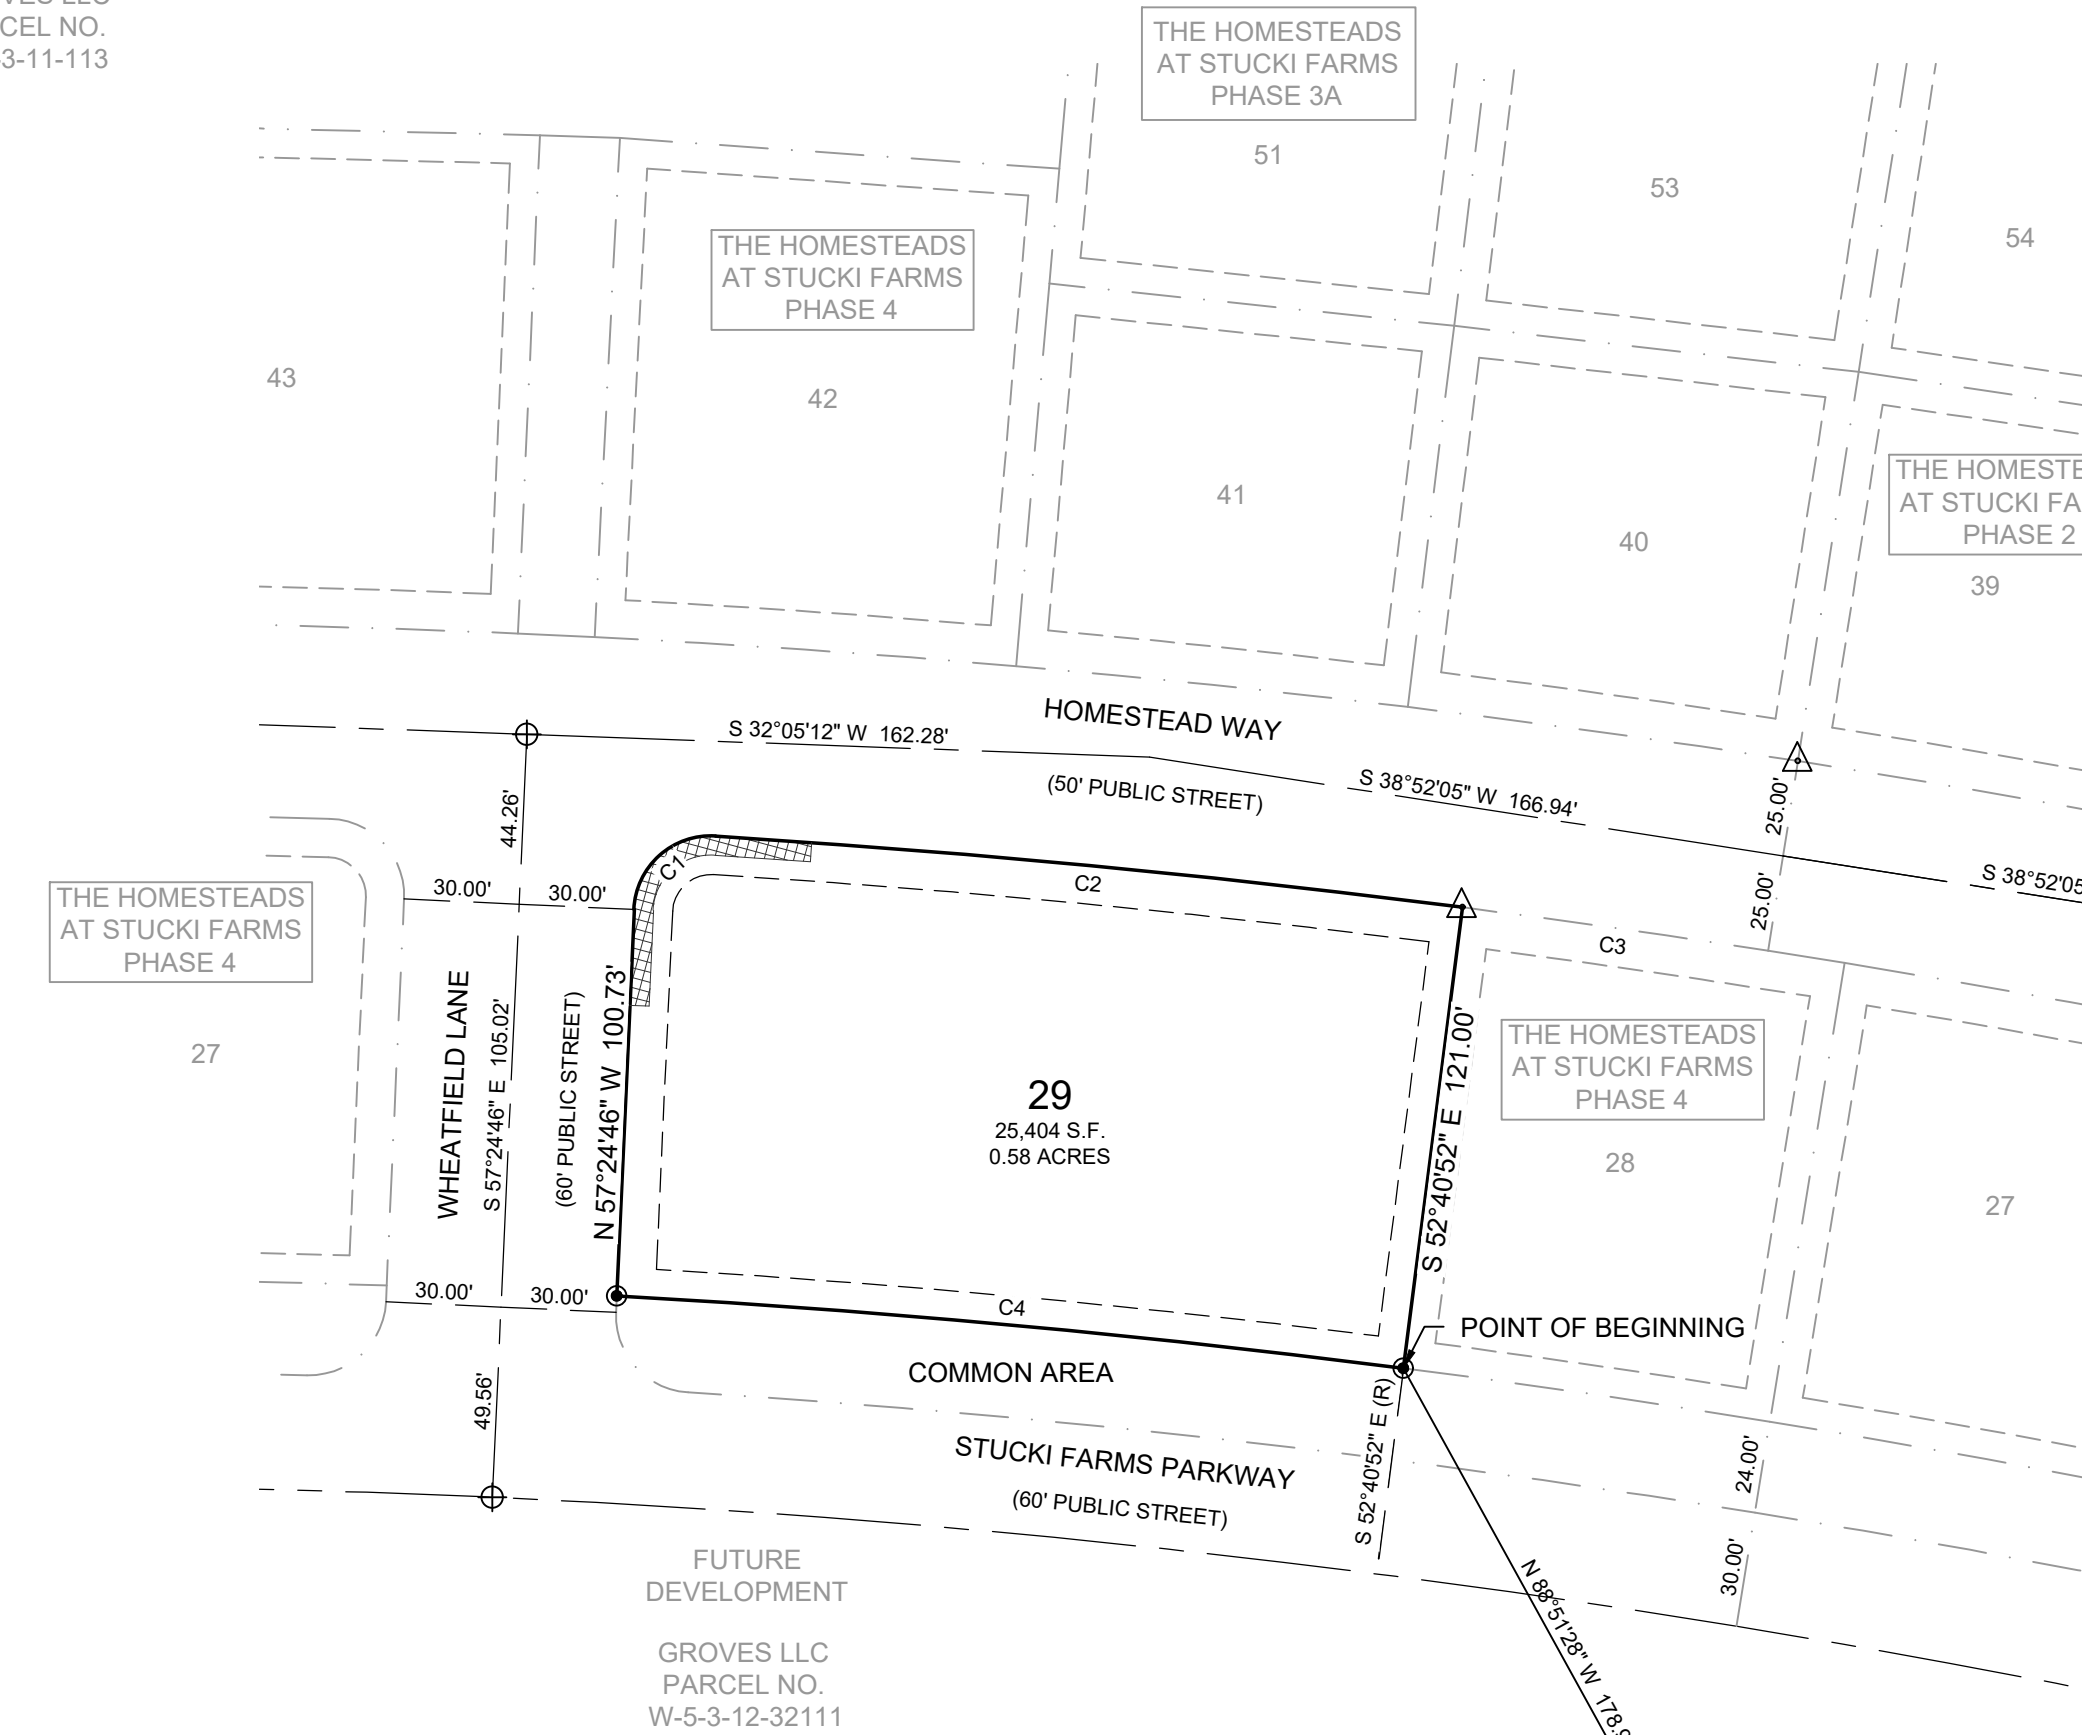 CEL NO.
3-11-113
THE HOMESTEADS
AT STUCKI FARMS
PHASE 3A
51
53
54
THE HOMESTEADS
AT STUCKI FARMS
PHASE 4
43
42
41
40
THE HOMESTE
AT STUCKI FA
PHASE 2
39
HOMESTEAD WAY
(50' PUBLIC STREET)
S 32°05'12" W 162.28'
S 38°52'05" W 166.94'
S 38°52'05
25.00'
25.00'
44.26'
30.00'
30.00'
C1
C2
C3
THE HOMESTEADS
AT STUCKI FARMS
PHASE 4
27
WHEATFIELD LANE
S 57°24'46" E 105.02'
(60' PUBLIC STREET)
N 57°24'46" W 100.73'
29
25,404 S.F.
0.58 ACRES
S 52°40'52" E 121.00'
THE HOMESTEADS
AT STUCKI FARMS
PHASE 4
28
27
30.00'
30.00'
C4
POINT OF BEGINNING
COMMON AREA
49.56'
STUCKI FARMS PARKWAY
(60' PUBLIC STREET)
S 52°40'52" E (R)
24.00'
30.00'
N 88°51'28" W 178.9
FUTURE
DEVELOPMENT
GROVES LLC
PARCEL NO.
W-5-3-12-32111